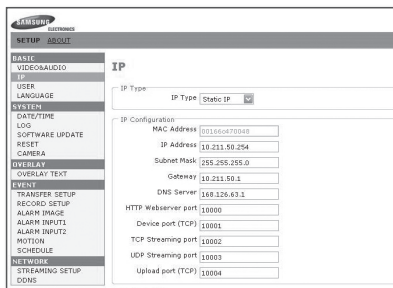 SAMSUNG
ELECTRONICS
SETUP ABOUT
BASIC
VIDEO&AUDIO
IP
USER
LANGUAGE
SYSTEM
DATE/TIME
LOG
SOFTWARE UPDATE
RESET
CAMERA
OVERLAY
OVERLAY TEXT
EVENT
TRANSFER SETUP
RECORD SETUP
ALARM IMAGE
ALARM INPUT1
ALARM INPUT2
MOTION
SCHEDULE
NETWORK
STREAMING SETUP
DDNS
IP
IP Type
IP Type Static IP
IP Configuration
MAC Address 00166c470048
IP Address 10.211.50.254
Subnet Mask 255.255.255.0
Gateway 10.211.50.1
DNS Server 168.126.63.1
HTTP Webserver port 10000
Device port (TCP) 10001
TCP Streaming port 10002
UDP Streaming port 10003
Upload port (TCP) 10004